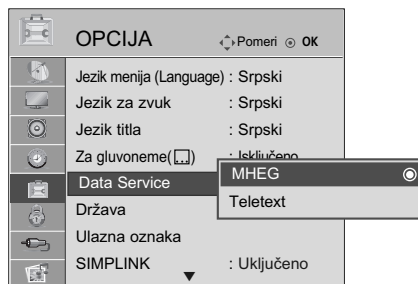 OPCIJA
Pomeri OK
Jezik menija (Language) : Srpski
Jezik za zvuk : Srpski
Jezik titla : Srpski
Za gluvoneme( ) : Isključeno
Data Service
MHEG
Teletext
Država
Ulazna oznaka
SIMPLINK : Uključeno